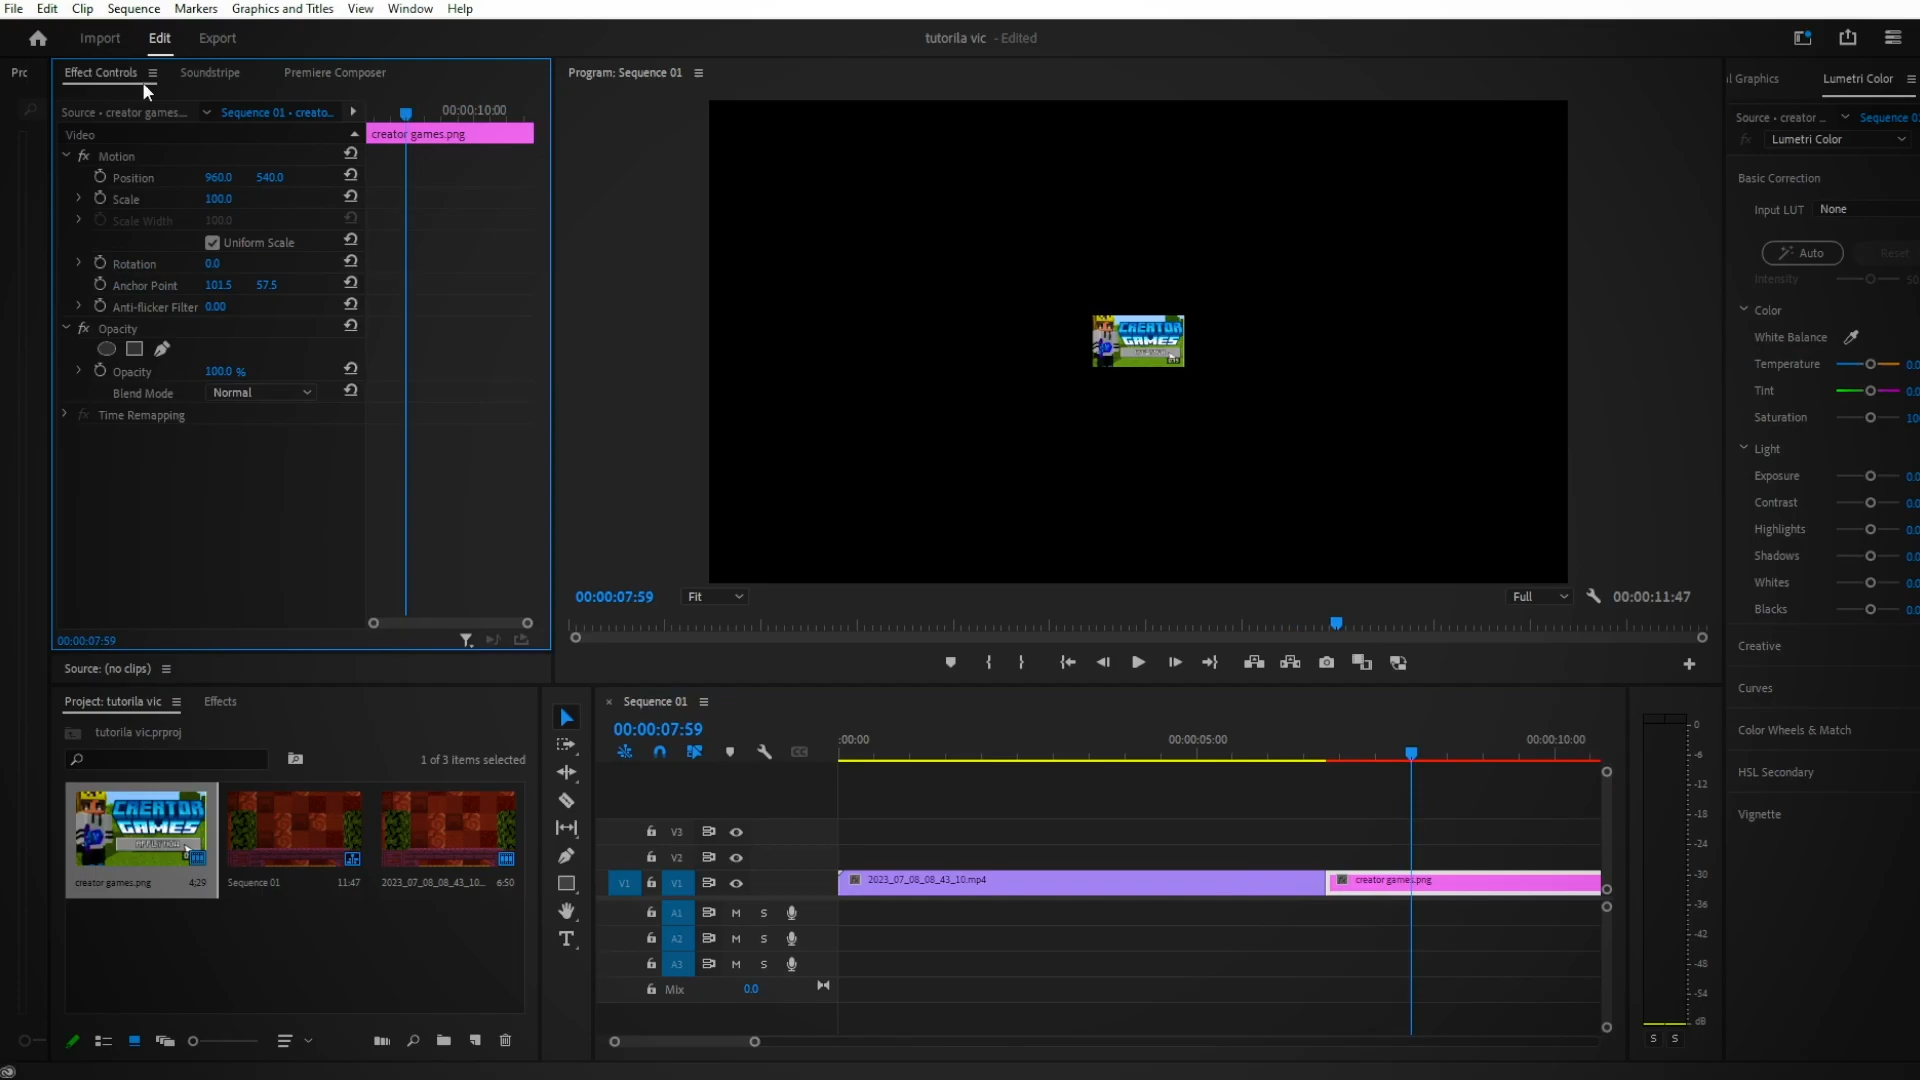 File Edit Clip Sequence Markers Graphics and Titles View Window Help
Import Edit Export
tutorila vic - Edited
Effect Controls
Soundstripe
Premiere Composer
Source • creator games...
Sequence 01 • creato...
00:00:10:00
Video
creator games.png
Motion
Position 960.0 540.0
Scale 100.0
Scale Width 100.0
Uniform Scale
Rotation 0.0
Anchor Point 101.5 57.5
Anti-flicker Filter 0.00
Opacity
Opacity 100.0 %
Blend Mode Normal
Time Remapping
00:00:07:59
Source: (no clips)
Program: Sequence 01
CREATOR
GAMES
00:00:07:59 Fit Full 00:00:11:47
l Graphics Lumetri Color
Source • creator ... Sequence 01
Lumetri Color
Basic Correction
Input LUT None
Auto Reset
Intensity
Color
White Balance
Temperature 0.0
Tint 0.0
Saturation 10
Light
Exposure 0.0
Contrast 0.0
Highlights 0.0
Shadows 0.0
Whites 0.0
Blacks 0.0
Creative
Curves
Color Wheels & Match
HSL Secondary
Vignette
Project: tutorila vic
Effects
tutorila vic.prproj
1 of 3 items selected
CREATOR
GAMES
creator games.png 4;29
Sequence 01 11:47
2023_07_08_08_43_10... 6:50
Sequence 01
00:00:07:59
:00:00 00:00:05:00 00:00:10:00
V3
V2
V1 V1
2023_07_08_08_43_10.mp4
creator games.png
A1 M S
A2 M S
A3 M S
Mix 0.0
0
-6
-12
-18
-24
-30
-36
-42
-48
-54
dB
S S